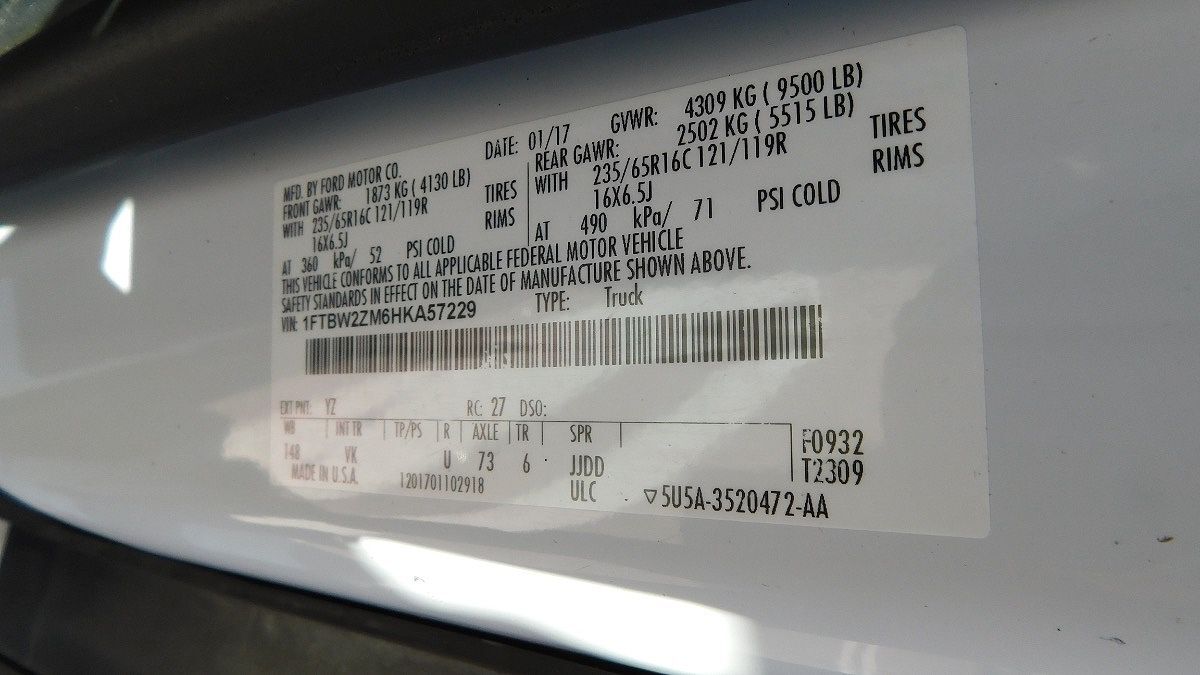 MFD. BY FORD MOTOR CO. DATE: 01/17 GVWR: 4309 KG ( 9500 LB)
FRONT GAWR: 1873 KG ( 4130 LB) REAR GAWR: 2502 KG ( 5515 LB)
WITH 235/65R16C 121/119R TIRES WITH 235/65R16C 121/119R TIRES
16X6.5J RIMS 16X6.5J RIMS
AT 360 kPa/ 52 PSI COLD AT 490 kPa/ 71 PSI COLD
THIS VEHICLE CONFORMS TO ALL APPLICABLE FEDERAL MOTOR VEHICLE
SAFETY STANDARDS IN EFFECT ON THE DATE OF MANUFACTURE SHOWN ABOVE.
VIN: 1FTBW2ZM6HKA57229 TYPE: Truck
EXT PNT: YZ RC: 27 DSO:
WB INT TR TP/PS R AXLE TR SPR F0932
148 VK U 73 6 JJDD T2309
MADE IN U.S.A. 1201701102918 ULC ▽5U5A-3520472-AA